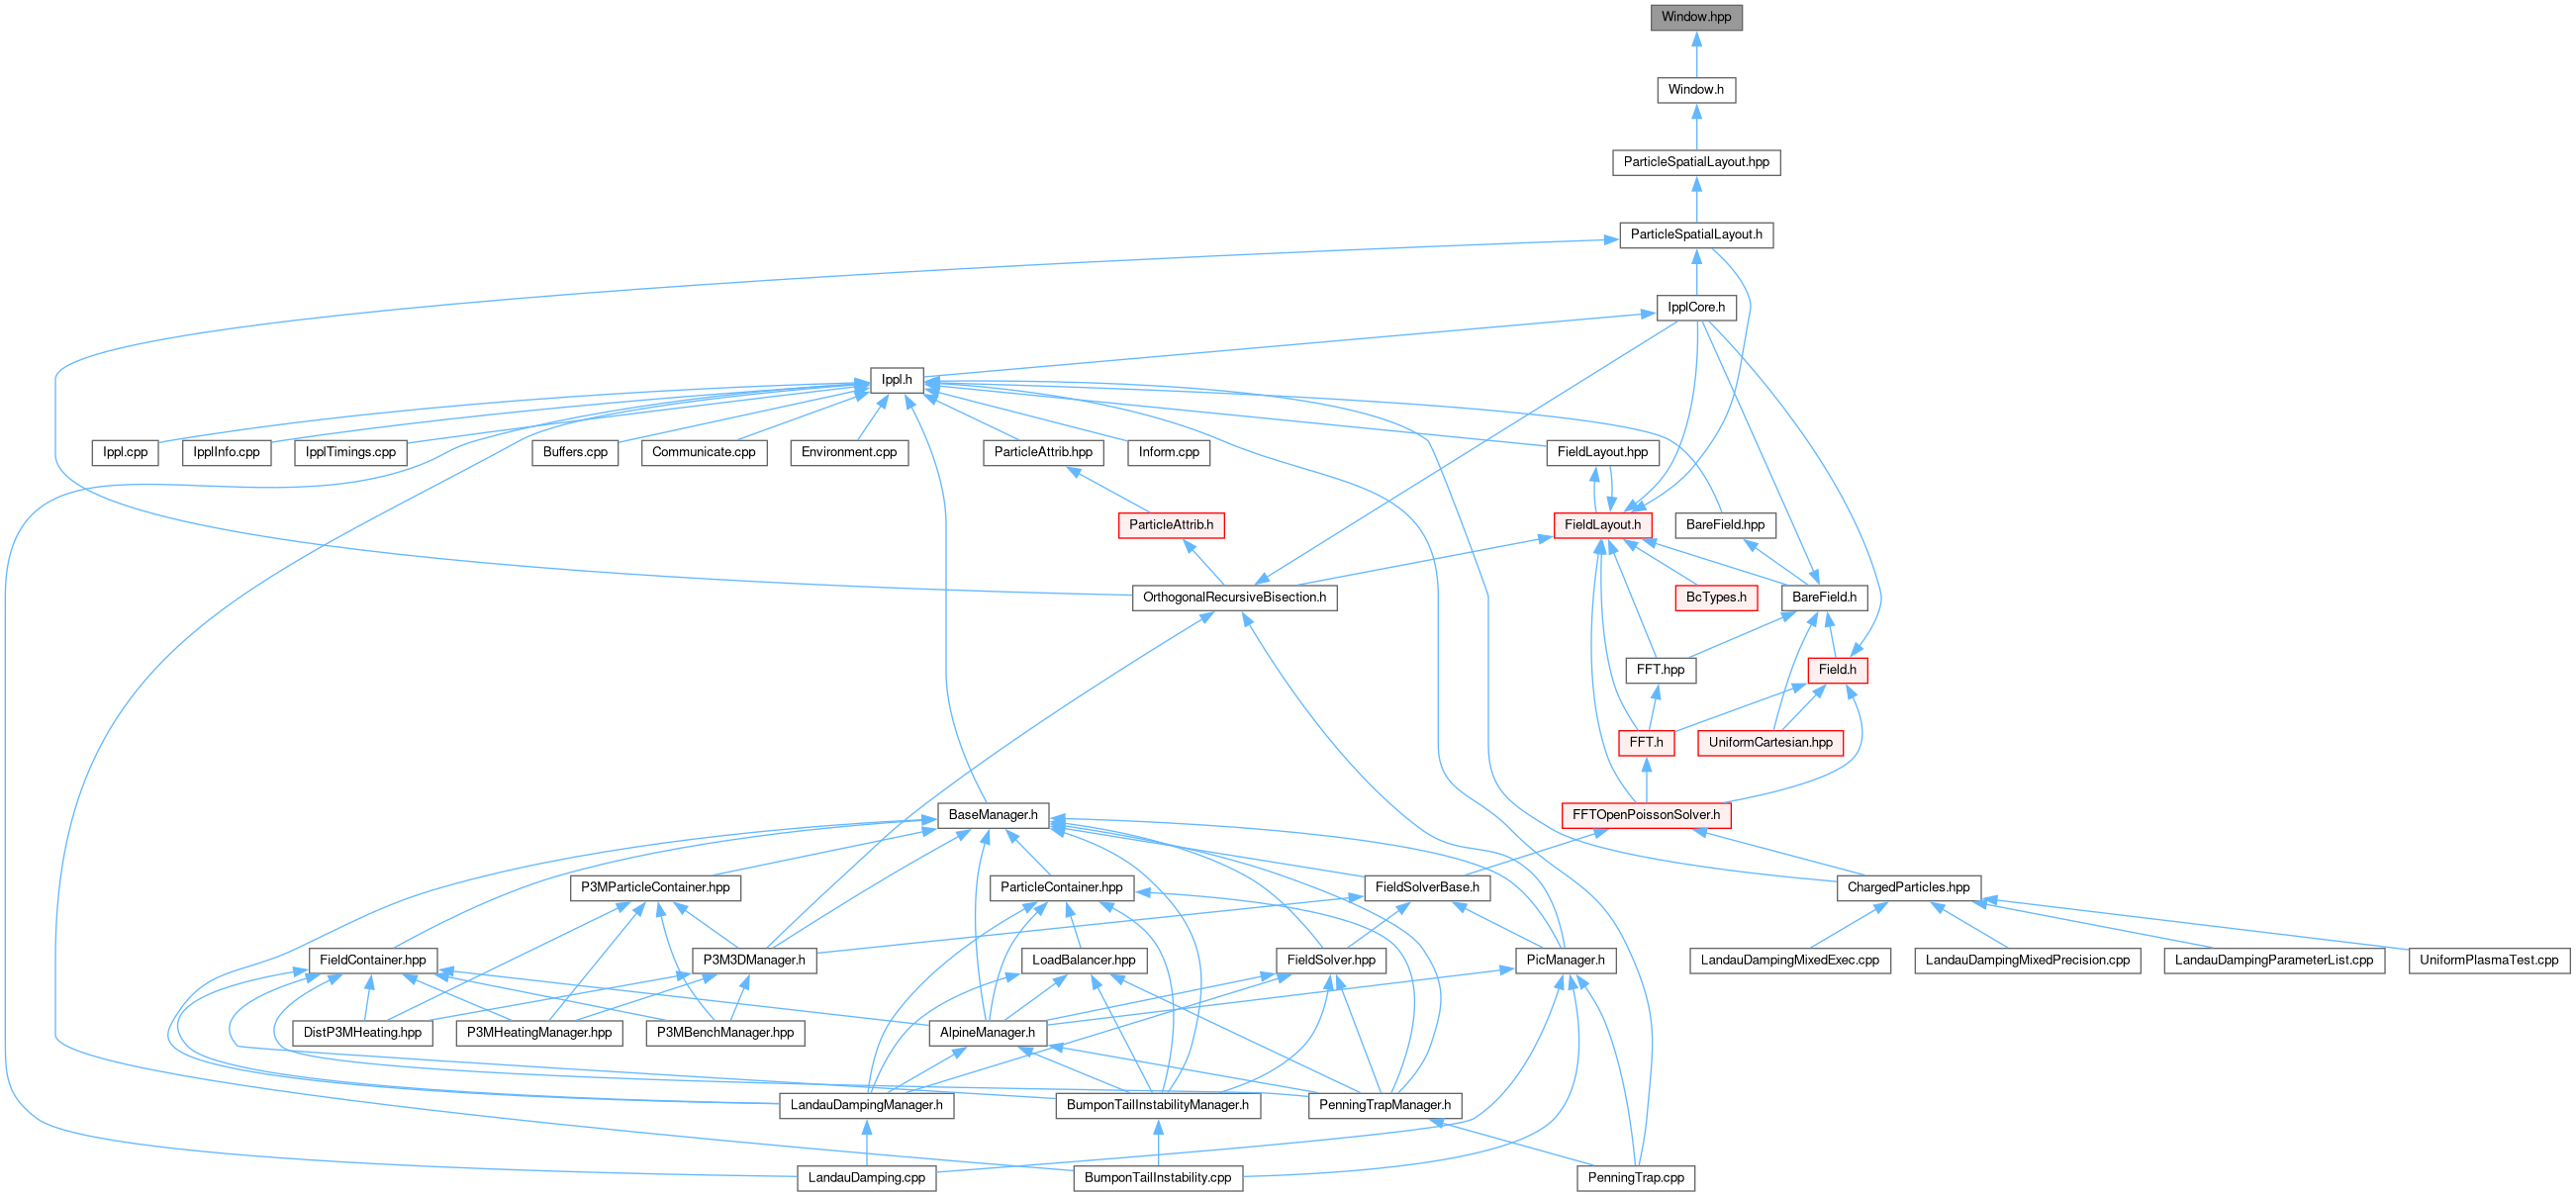 Window.hpp
Window.h
ParticleSpatialLayout.hpp
ParticleSpatialLayout.h
IpplCore.h
Ippl.h
Ippl.cpp
IpplInfo.cpp
IpplTimings.cpp
Buffers.cpp
Communicate.cpp
Environment.cpp
ParticleAttrib.hpp
Inform.cpp
FieldLayout.hpp
ParticleAttrib.h
FieldLayout.h
BareField.hpp
OrthogonalRecursiveBisection.h
BcTypes.h
BareField.h
FFT.hpp
Field.h
FFT.h
UniformCartesian.hpp
BaseManager.h
FFTOpenPoissonSolver.h
P3MParticleContainer.hpp
ParticleContainer.hpp
FieldSolverBase.h
ChargedParticles.hpp
FieldContainer.hpp
P3M3DManager.h
LoadBalancer.hpp
FieldSolver.hpp
PicManager.h
LandauDampingMixedExec.cpp
LandauDampingMixedPrecision.cpp
LandauDampingParameterList.cpp
UniformPlasmaTest.cpp
DistP3MHeating.hpp
P3MHeatingManager.hpp
P3MBenchManager.hpp
AlpineManager.h
LandauDampingManager.h
BumponTailInstabilityManager.h
PenningTrapManager.h
LandauDamping.cpp
BumponTailInstability.cpp
PenningTrap.cpp